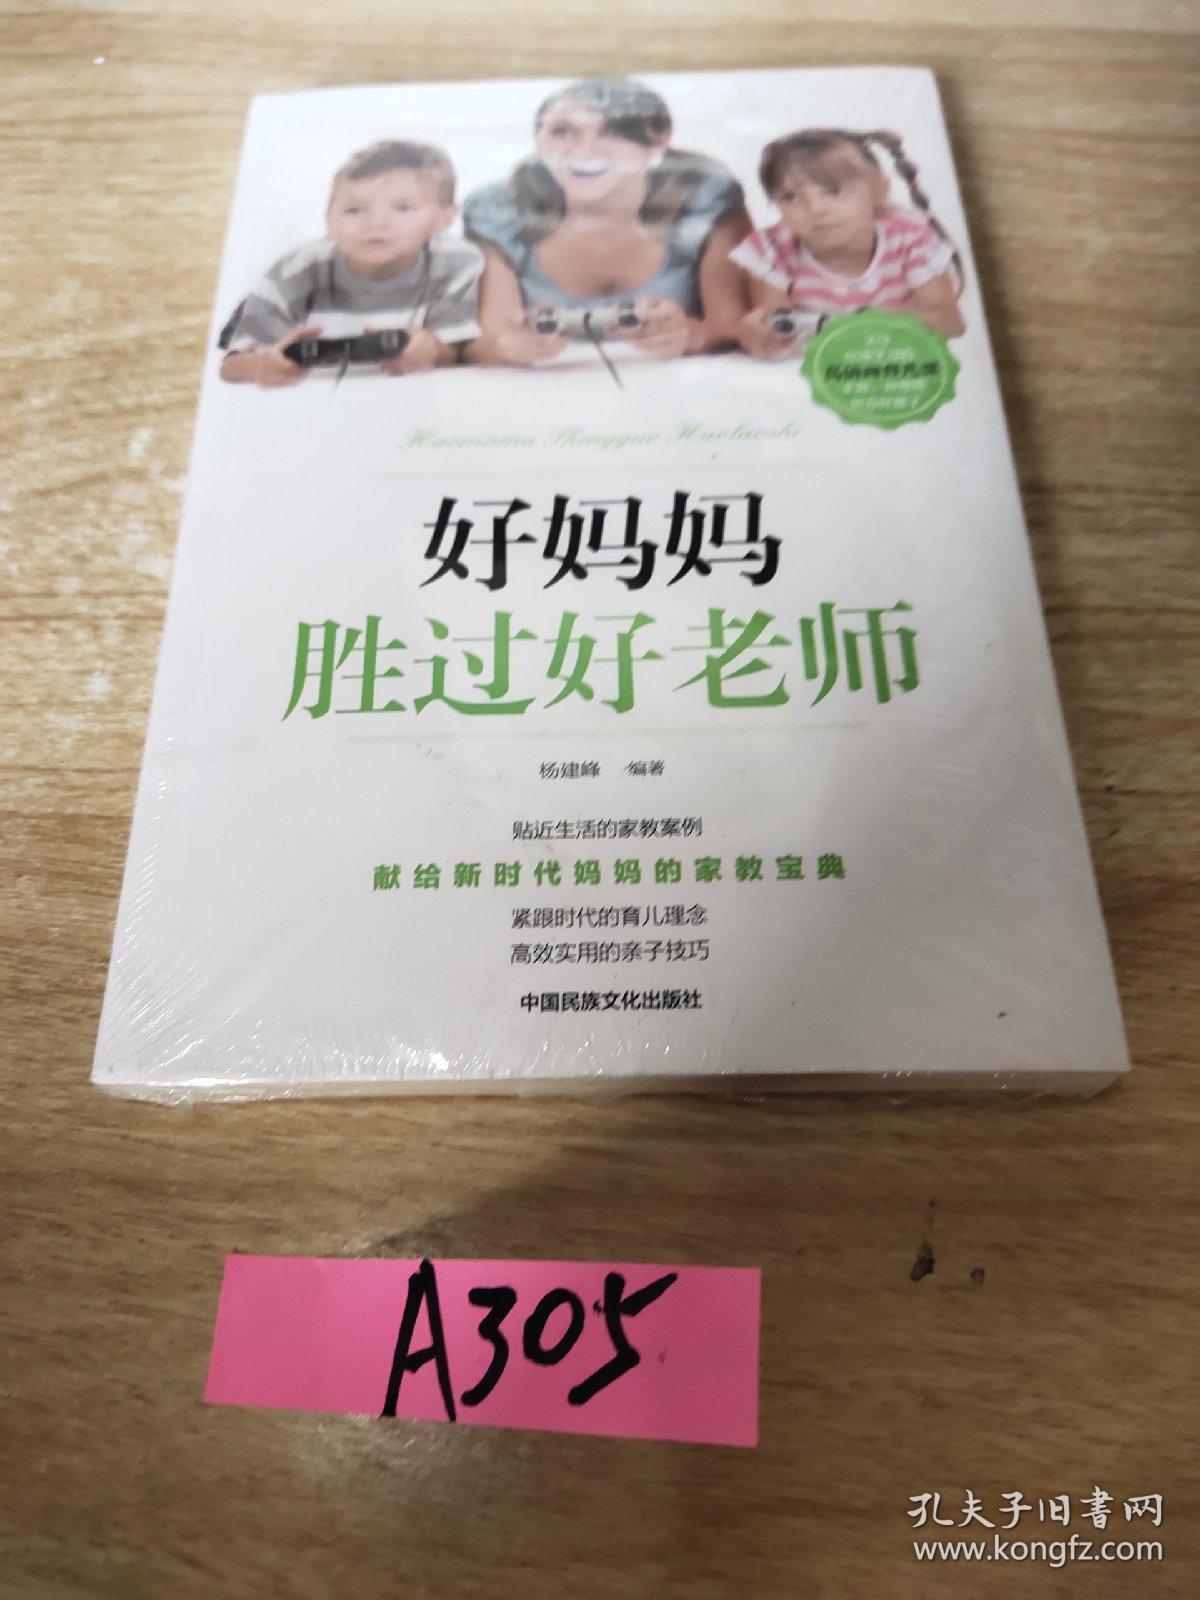 Haomama Shengguo Haolaoshi
好妈妈
胜过好老师
杨建峰 编著
贴近生活的家教案例
献给新时代妈妈的家教宝典
紧跟时代的育儿理念
高效实用的亲子技巧
中国民族文化出版社
A305
孔夫子旧书网
www.kongfz.com